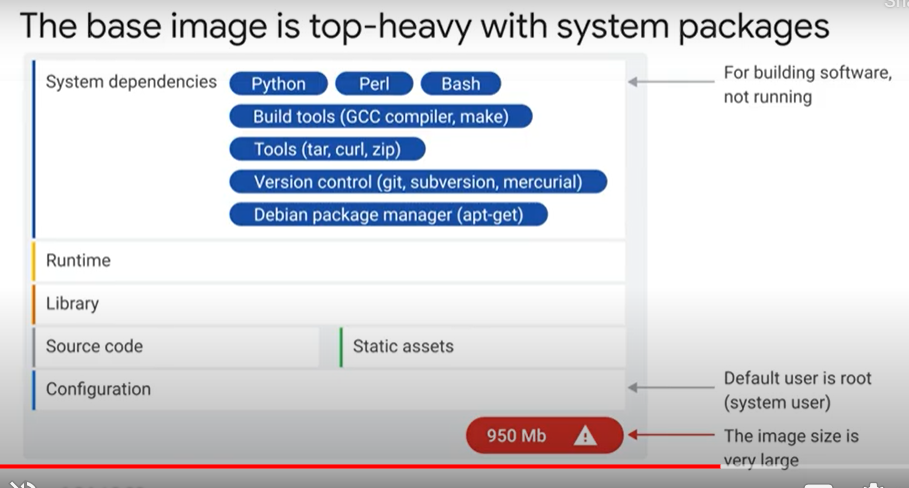 The base image is top-heavy with system packages
System dependencies
Python
Perl
Bash
Build tools (GCC compiler, make)
Tools (tar, curl, zip)
Version control (git, subversion, mercurial)
Debian package manager (apt-get)
For building software,
not running
Runtime
Library
Source code
Static assets
Configuration
Default user is root
(system user)
950 Mb
The image size is
very large